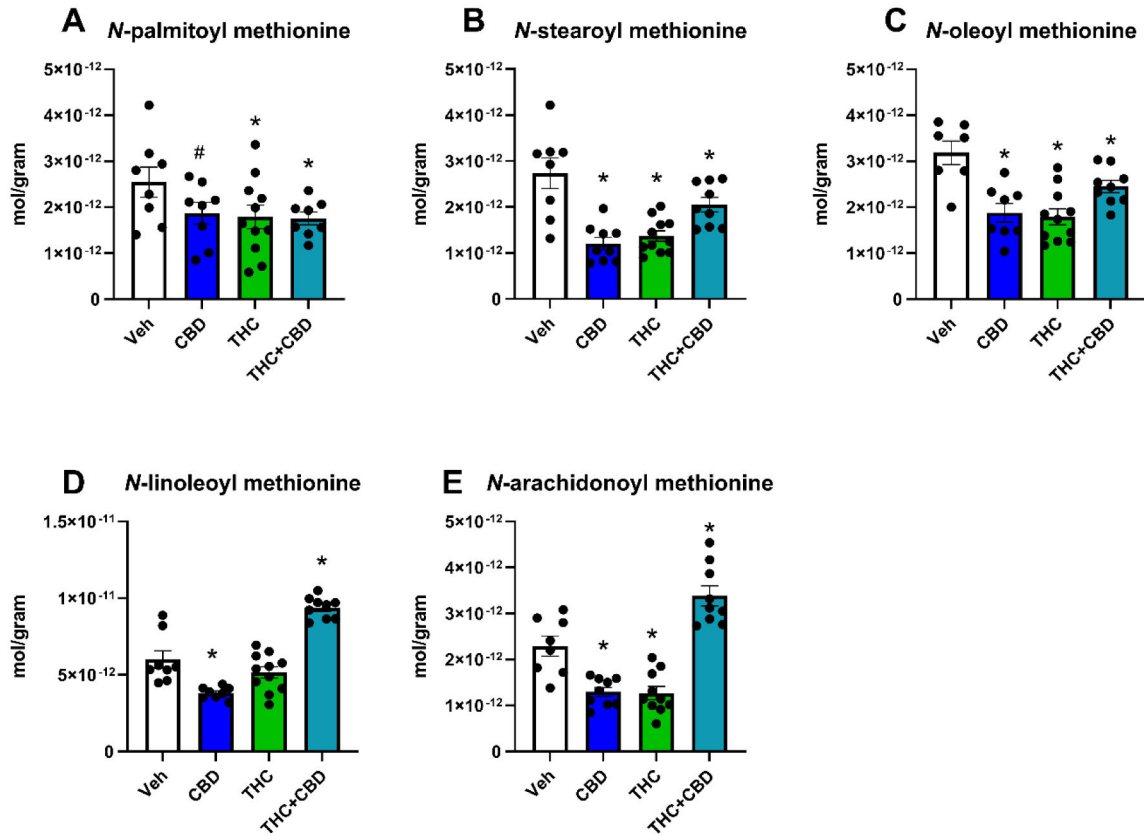 A N-palmitoyl methionine
5×10⁻¹²
4×10⁻¹²
3×10⁻¹²
2×10⁻¹²
1×10⁻¹²
0
mol/gram
#
*
*
Veh
CBD
THC
THC+CBD
B N-stearoyl methionine
5×10⁻¹²
4×10⁻¹²
3×10⁻¹²
2×10⁻¹²
1×10⁻¹²
0
mol/gram
*
*
*
Veh
CBD
THC
THC+CBD
C N-oleoyl methionine
5×10⁻¹²
4×10⁻¹²
3×10⁻¹²
2×10⁻¹²
1×10⁻¹²
0
mol/gram
*
*
*
Veh
CBD
THC
THC+CBD
D N-linoleoyl methionine
1.5×10⁻¹¹
1×10⁻¹¹
5×10⁻¹²
0
mol/gram
*
*
Veh
CBD
THC
THC+CBD
E N-arachidonoyl methionine
5×10⁻¹²
4×10⁻¹²
3×10⁻¹²
2×10⁻¹²
1×10⁻¹²
0
mol/gram
*
*
*
Veh
CBD
THC
THC+CBD